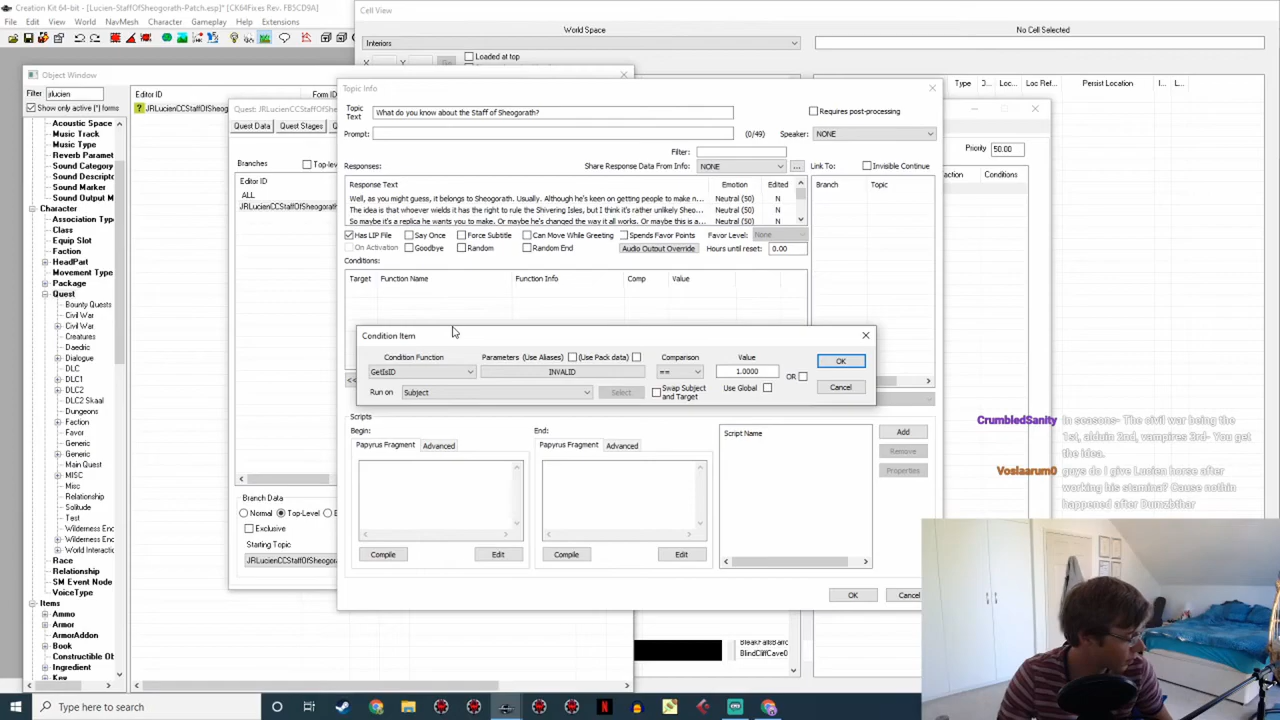 Creation Kit 64-bit - [Lucien-StaffOfSheogorath-Patch.esp]* [CK64Fixes Rev. FB5CD9A]
File Edit View World NavMesh Character Gameplay Help Extensions
Cell View
World Space
No Cell Selected
Interiors
Loaded at top
Type
D...
Loc...
Loc Ref...
Persist Location
I...
L...
Object Window
Filter
jrlucien
Show only active (*) forms
Editor ID
Form ID
JRLucienCCStaffOfSheog
Acoustic Space
Music Track
Music Type
Reverb Paramet
Sound Category
Sound Descripto
Sound Marker
Sound Output M
Character
Association Type
Class
Equip Slot
Faction
HeadPart
Movement Type
Package
Quest
Bounty Quests
Civil War
Civil War
Creatures
Daedric
Dialogue
DLC
DLC1
DLC2
DLC2 Skaal
Dungeons
Faction
Favor
Generic
Generic
Main Quest
MISC
Misc
Relationship
Solitude
Test
Wilderness Enc
Wilderness Enc
World Interacti
Race
Relationship
SM Event Node
VoiceType
Items
Ammo
Armor
ArmorAddon
Book
Constructible Ob
Ingredient
Key
Quest: JRLucienCCStaffOfSh
Quest Data
Quest Stages
Branches
Top-lev
Editor ID
ALL
JRLucienCCStaffOfSheogorat
Branch Data
Normal
Top-Level
Exclusive
Starting Topic
JRLucienCCStaffOfSheogora
Priority
50.00
action
Conditions
Topic Info
Topic
Text
What do you know about the Staff of Sheogorath?
Requires post-processing
Prompt:
(0/49)
Speaker:
NONE
Filter:
Responses:
Share Response Data From Info:
NONE
...
Link To:
Invisible Continue
Response Text
Emotion
Edited
Branch
Topic
Well, as you might guess, it belongs to Sheogorath. Usually. Although he's keen on getting people to make n...
Neutral (50)
N
The idea is that whoever wields it has the right to rule the Shivering Isles, but I think it's rather unlikely Sheo...
Neutral (50)
N
So maybe it's a replica he wants you to make. Or maybe he's changed the way it all works. Or maybe this is a...
Neutral (50)
N
Has LIP File
Say Once
Force Subtitle
Can Move While Greeting
Spends Favor Points
Favor Level:
None
On Activation
Goodbye
Random
Random End
Audio Output Override
Hours until reset:
0.00
Conditions:
Target
Function Name
Function Info
Comp
Value
Condition Item
Condition Function
Parameters (Use Aliases)
(Use Pack data)
Comparison
Value
GetIsID
INVALID
==
1.0000
OR
OK
Run on
Subject
Select
Swap Subject
and Target
Use Global
Cancel
Scripts
Begin:
Papyrus Fragment
Advanced
End:
Papyrus Fragment
Advanced
Script Name
Add
Remove
Properties
Compile
Edit
Compile
Edit
OK
Cancel
CrumbledSanity In seasons- The civil war being the
1st, alduin 2nd, vampires 3rd- You get
the idea.
Voslaarum0 guys do I give Lucien horse after
working his stamina? Cause nothin
happened after Dumzbthar
BleakFallsBarro
BlindCliffCave0
Type here to search